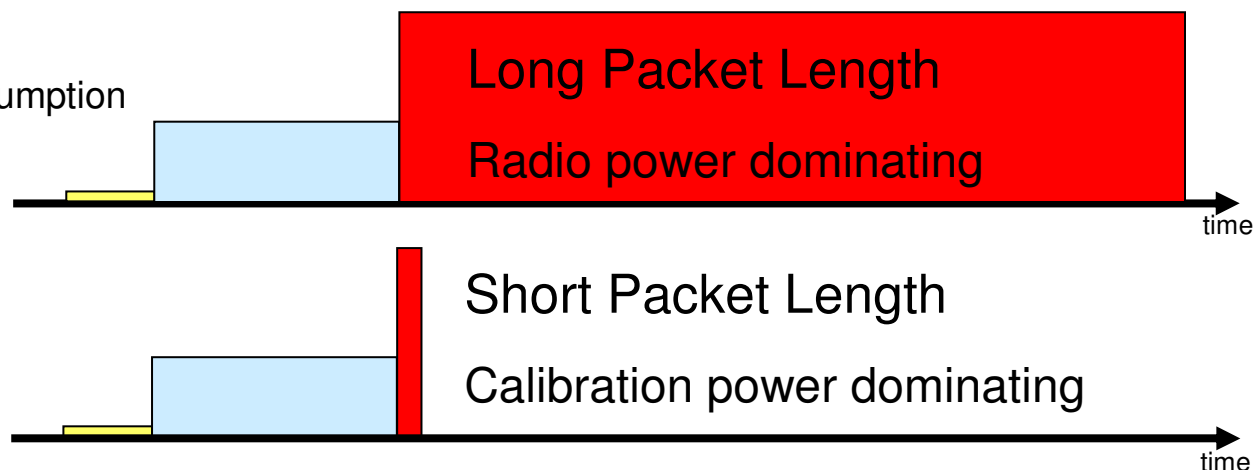 Long Packet Length
umption
Radio power dominating
time
Short Packet Length
Calibration power dominating
time